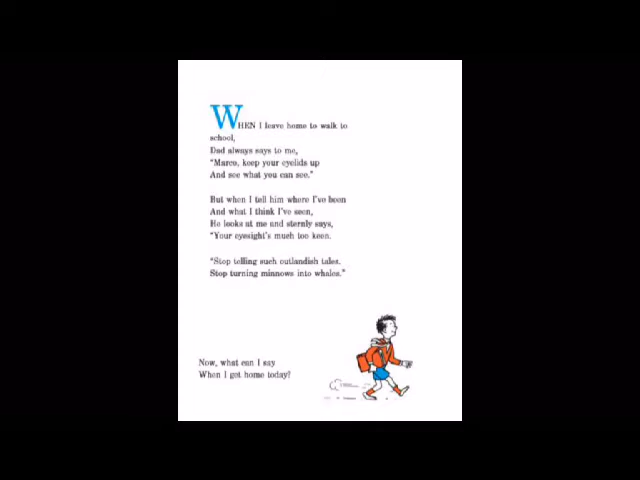 WHEN I leave home to walk to
school,
Dad always says to me,
"Marco, keep your eyelids up
And see what you can see."
But when I tell him where I've been
And what I think I've seen,
He looks at me and sternly says,
"Your eyesight's much too keen.
"Stop telling such outlandish tales.
Stop turning minnows into whales."
Now, what can I say
When I get home today?